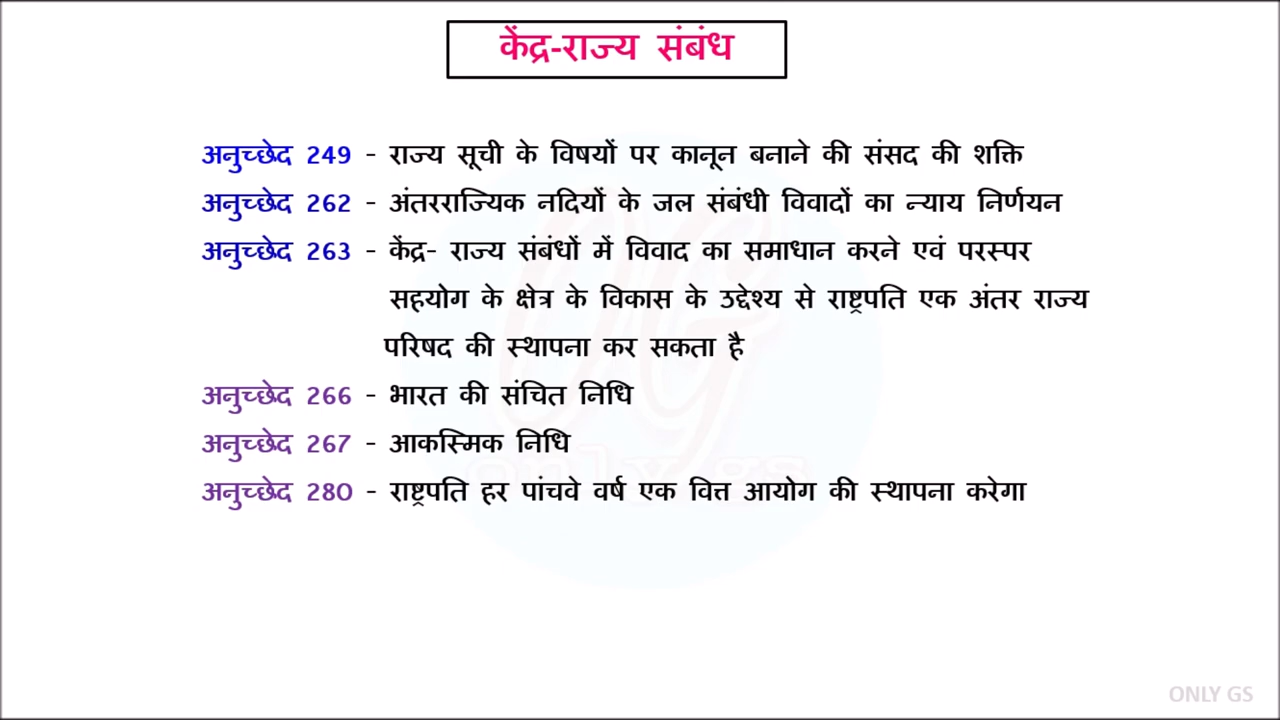 केंद्र-राज्य संबंध
अनुच्छेद 249 - राज्य सूची के विषयों पर कानून बनाने की संसद की शक्ति
अनुच्छेद 262 - अंतरराज्यिक नदियों के जल संबंधी विवादों का न्याय निर्णयन
अनुच्छेद 263 - केंद्र- राज्य संबंधों में विवाद का समाधान करने एवं परस्पर
सहयोग के क्षेत्र के विकास के उद्देश्य से राष्ट्रपति एक अंतर राज्य
परिषद की स्थापना कर सकता है
अनुच्छेद 266 - भारत की संचित निधि
अनुच्छेद 267 - आकस्मिक निधि
अनुच्छेद 280 - राष्ट्रपति हर पांचवे वर्ष एक वित्त आयोग की स्थापना करेगा
only gs
ONLY GS